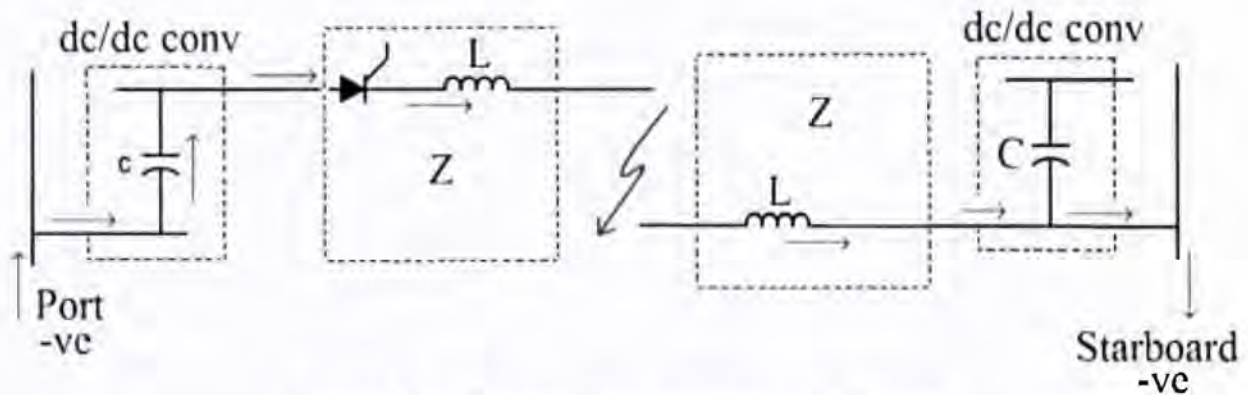 dc/dc conv
L
dc/dc conv
Z
c
Z
C
L
Port
-ve
Starboard
-ve